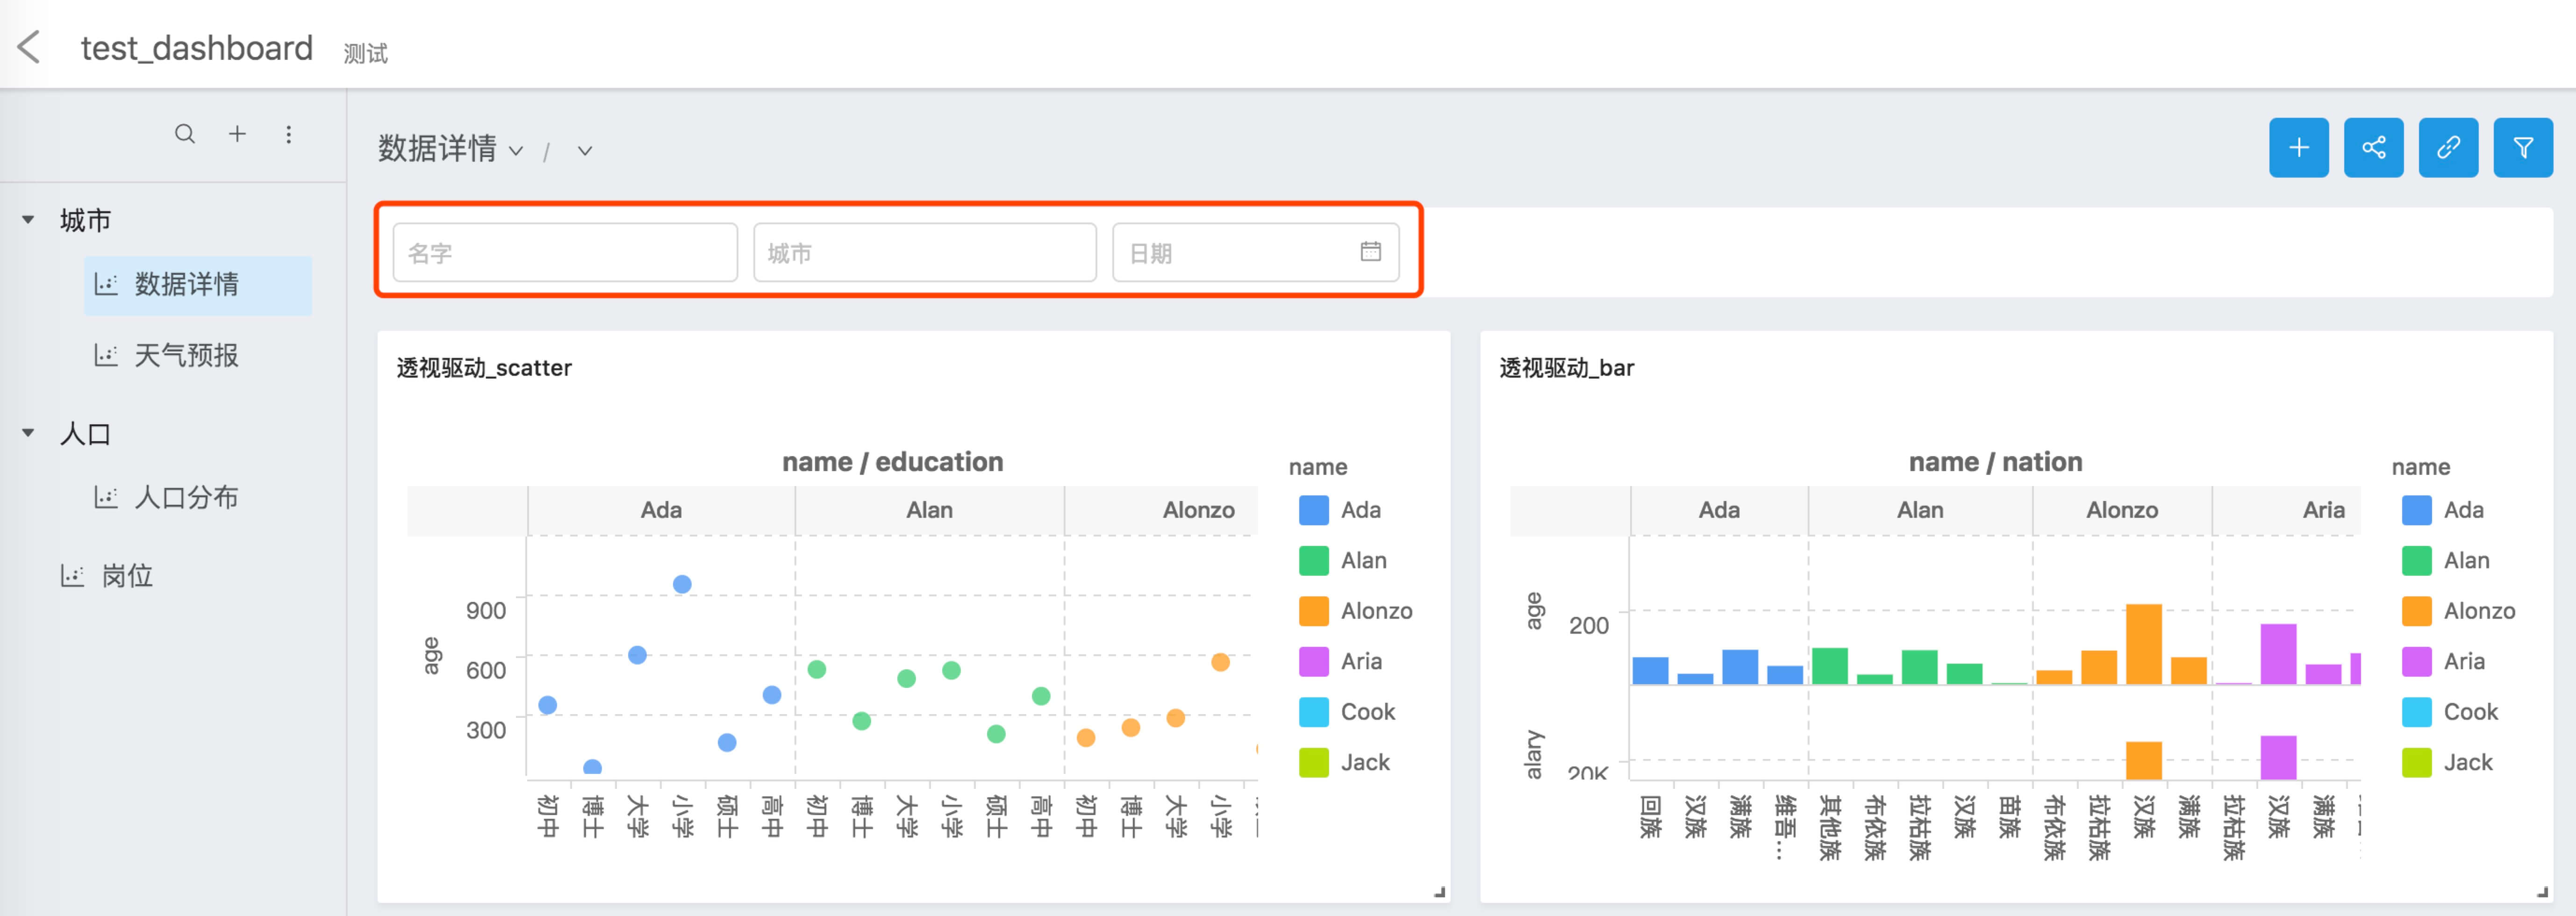 test_dashboard 测试
数据详情 /
城市
数据详情
天气预报
人口
人口分布
岗位
名字
城市
日期
透视驱动_scatter
name / education
Ada Alan Alonzo
age
900
600
300
初中 博士 大学 小学 硕士 高中 初中 博士 大学 小学 硕士 高中 初中 博士 大学 小学
name
Ada
Alan
Alonzo
Aria
Cook
Jack
透视驱动_bar
name / nation
Ada Alan Alonzo Aria
age
200
alary
20K
回族 汉族 满族 维吾… 其他族 布依族 拉祜族 汉族 苗族 布依族 拉祜族 汉族 满族 拉祜族 汉族 满族
name
Ada
Alan
Alonzo
Aria
Cook
Jack